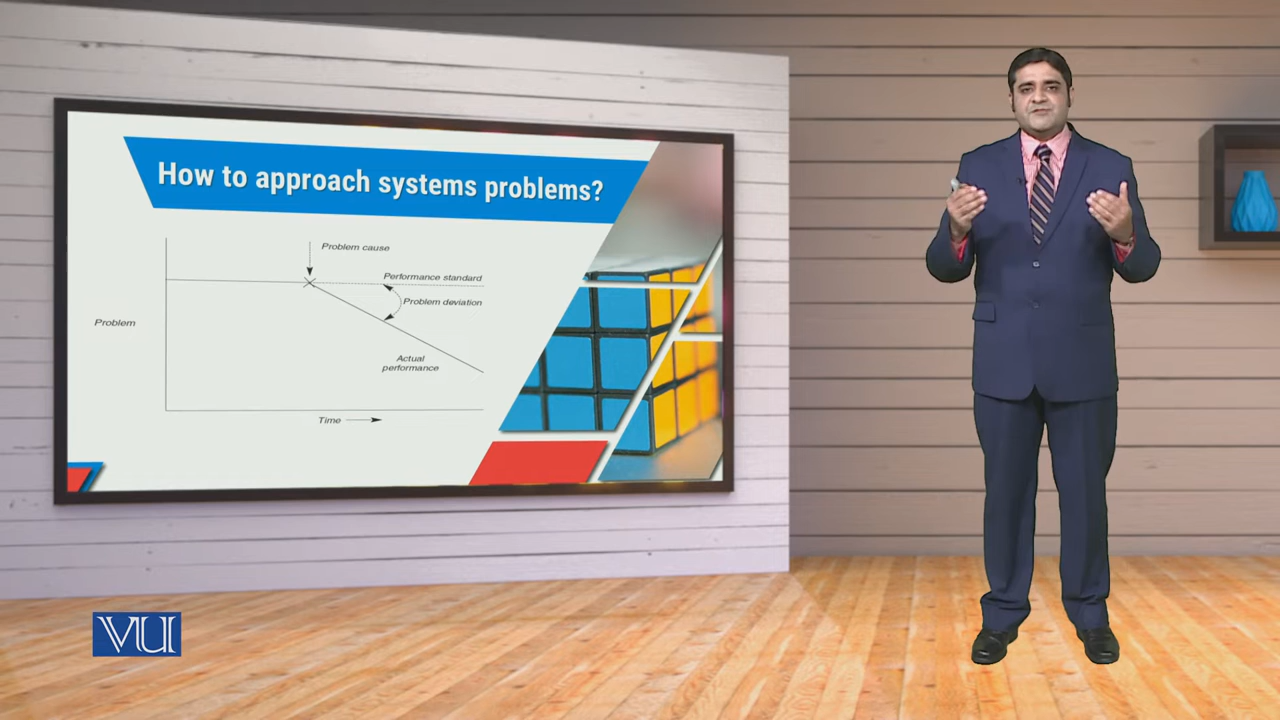 How to approach systems problems?
Problem cause
Performance standard
Problem deviation
Problem
Actual
performance
Time
VU